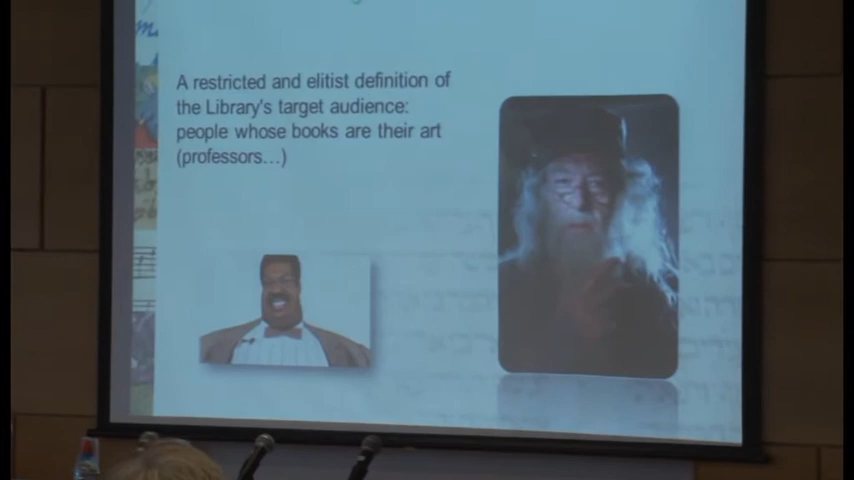 A restricted and elitist definition of
the Library's target audience:
people whose books are their art
(professors...)